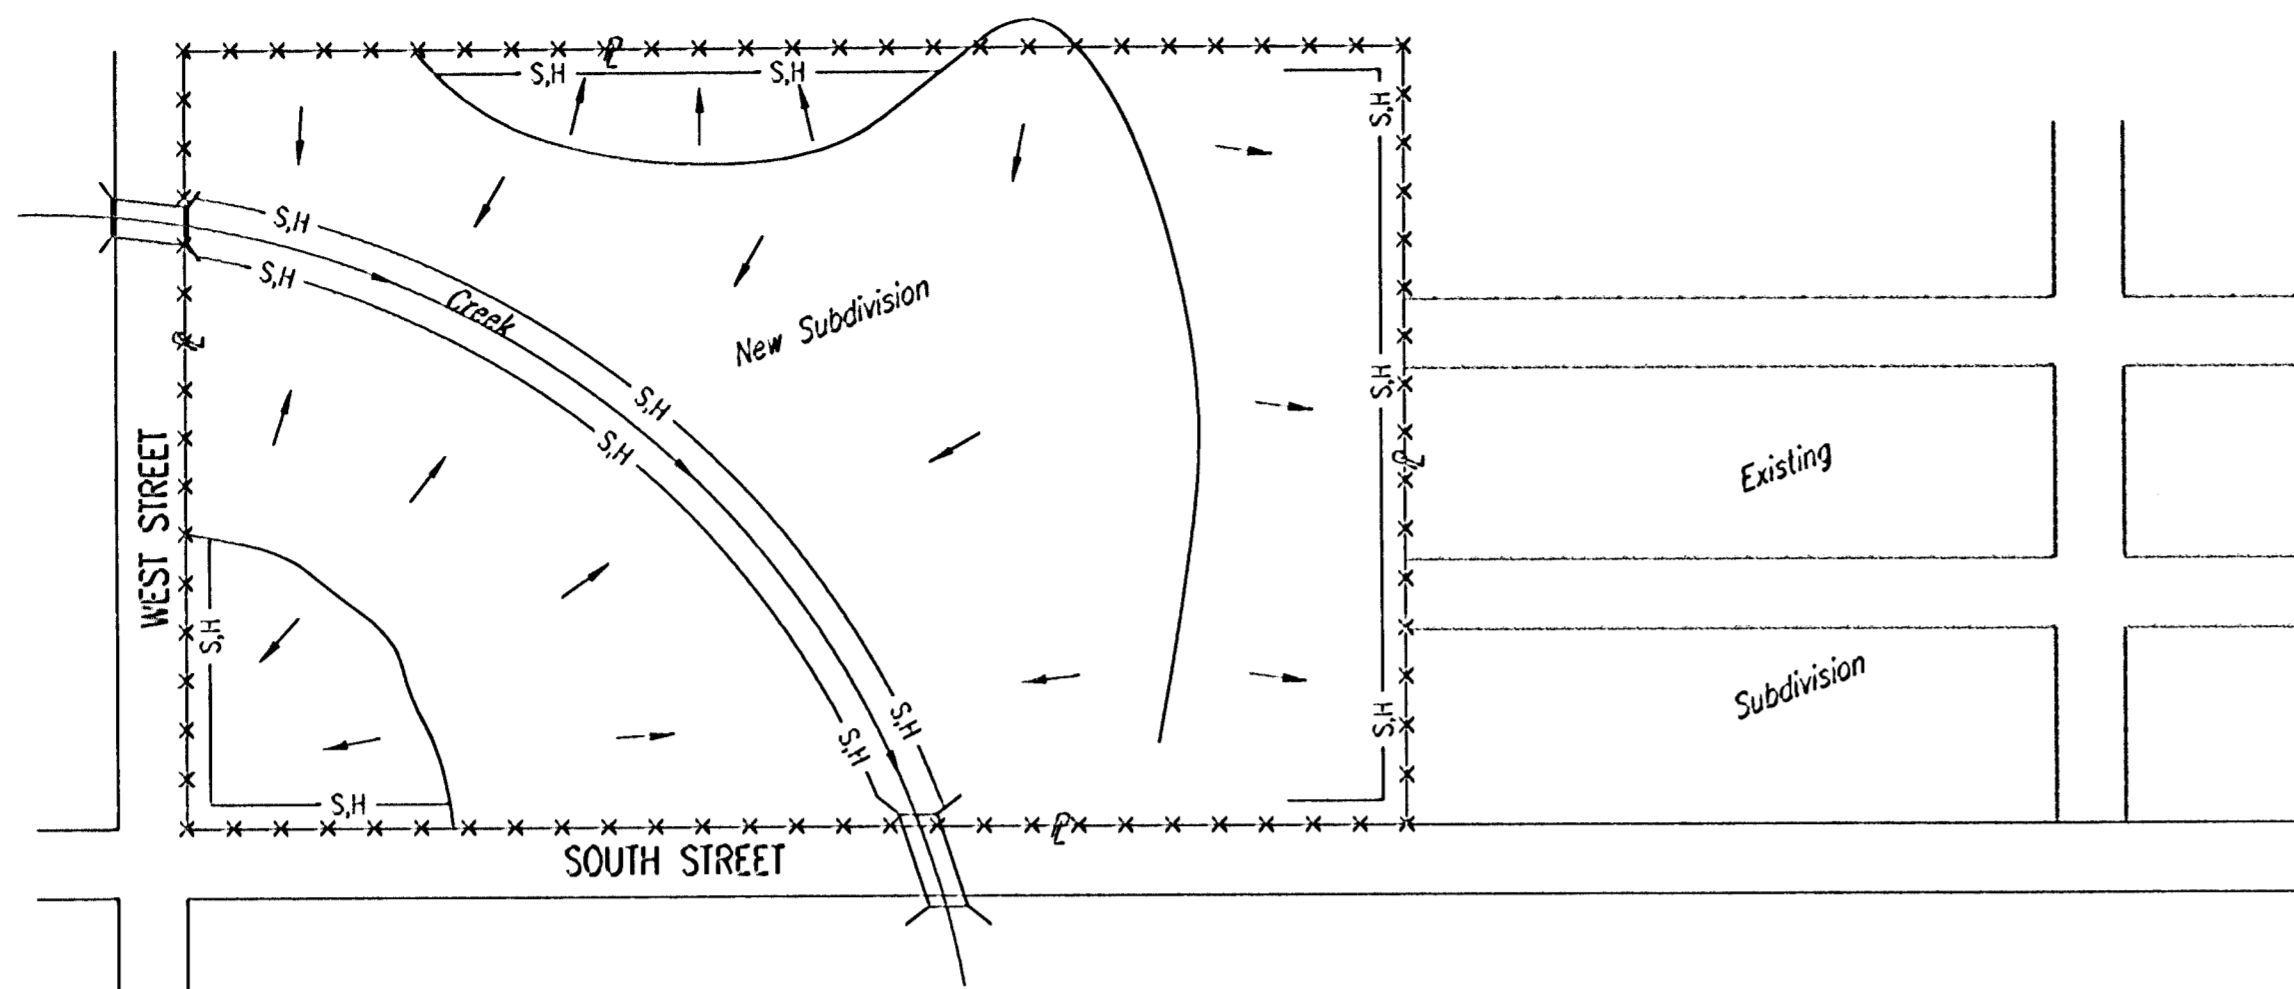 ℄
S,H
S,H
S,H
S,H
S,H
Creek
New Subdivision
℄
S,H
S,H
S,H
WEST STREET
℄
Existing
S,H
Subdivision
S,H
S,H
S,H
S,H
℄
SOUTH STREET